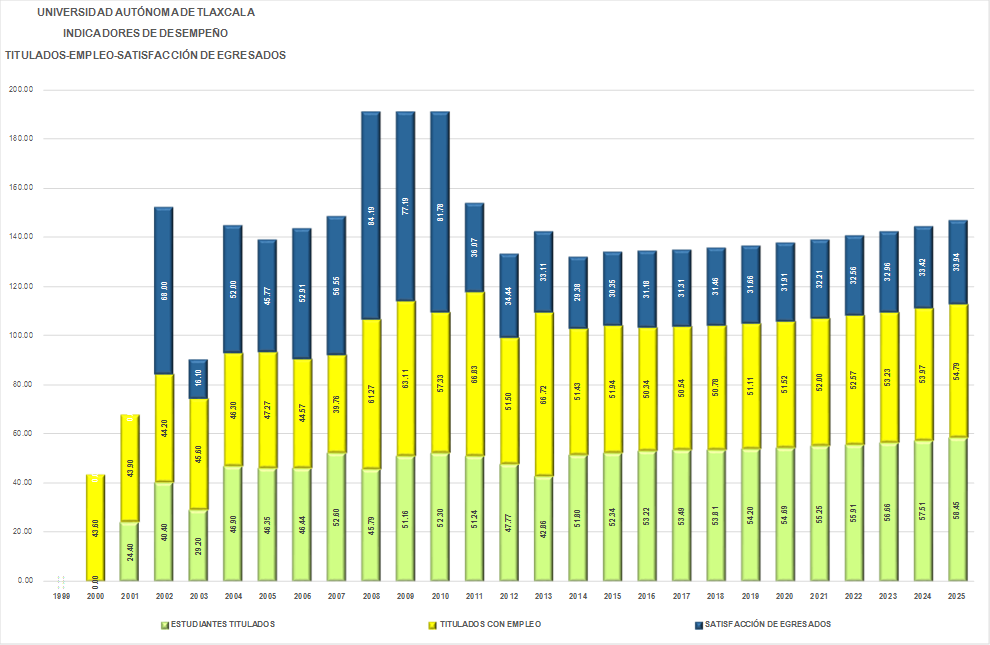 UNIVERSIDAD AUTÓNOMA DE TLAXCALA
INDICADORES DE DESEMPEÑO
TITULADOS-EMPLEO-SATISFACCIÓN DE EGRESADOS
200.00
180.00
160.00
140.00
120.00
100.00
80.00
60.00
40.00
20.00
0.00
84.19 77.19 81.78
68.00 52.00 45.77 52.91 56.55 36.07 34.44 33.11 29.38 30.35 31.18 31.31 31.46 31.66 31.91 32.21 32.56 32.96 33.42 33.94
16.10
43.60 43.90 44.20 45.60 46.30 47.27 44.57 39.76 61.27 63.11 57.33 66.83 51.50 66.72 51.43 51.94 50.34 50.54 50.78 51.11 51.52 52.00 52.57 53.23 53.97 54.79
0.00 24.40 40.40 29.20 46.90 46.35 46.44 52.60 45.79 51.16 52.30 51.24 47.77 42.86 51.80 52.34 53.22 53.49 53.81 54.20 54.69 55.25 55.91 56.66 57.51 58.45
1999 2000 2001 2002 2003 2004 2005 2006 2007 2008 2009 2010 2011 2012 2013 2014 2015 2016 2017 2018 2019 2020 2021 2022 2023 2024 2025
ESTUDIANTES TITULADOS TITULADOS CON EMPLEO SATISFACCIÓN DE EGRESADOS